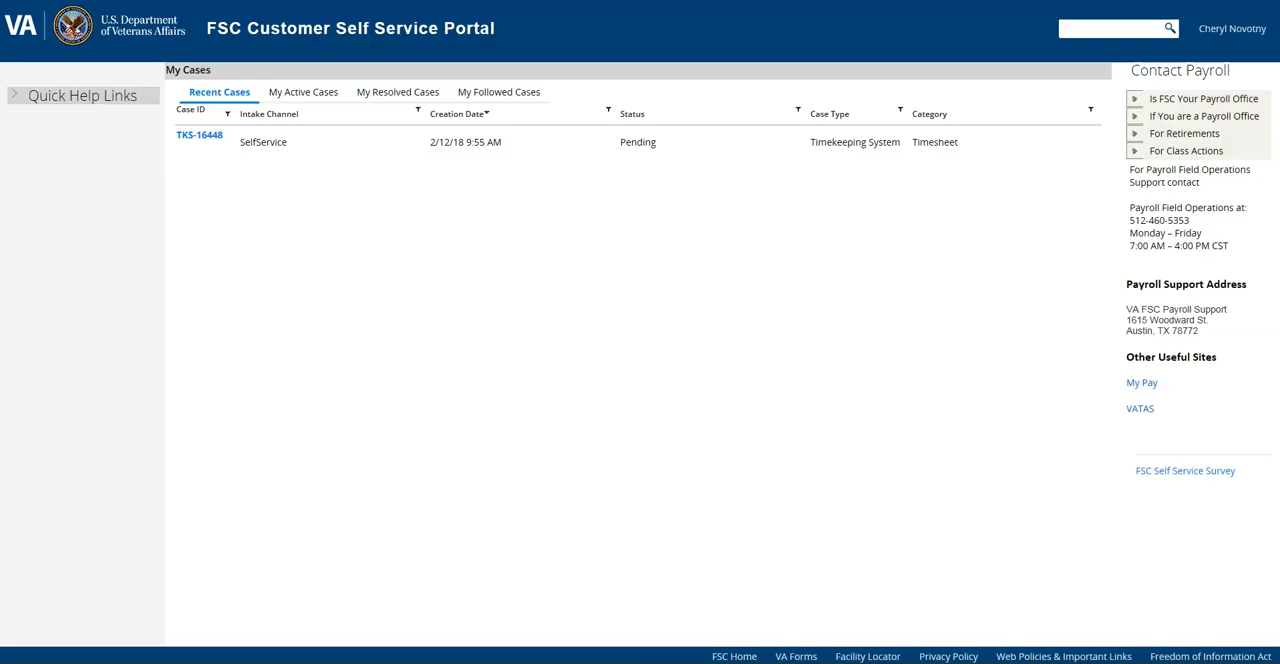 VA
U.S. Department
of Veterans Affairs
FSC Customer Self Service Portal
Cheryl Novotny
Quick Help Links
My Cases
Recent Cases My Active Cases My Resolved Cases My Followed Cases
Case ID Intake Channel Creation Date Status Case Type Category
TKS-16448 SelfService 2/12/18 9:55 AM Pending Timekeeping System Timesheet
Contact Payroll
Is FSC Your Payroll Office
If You are a Payroll Office
For Retirements
For Class Actions
For Payroll Field Operations
Support contact
Payroll Field Operations at:
512-460-5353
Monday – Friday
7:00 AM – 4:00 PM CST
Payroll Support Address
VA FSC Payroll Support
1615 Woodward St.
Austin, TX 78772
Other Useful Sites
My Pay
VATAS
FSC Self Service Survey
FSC Home VA Forms Facility Locator Privacy Policy Web Policies & Important Links Freedom of Information Act